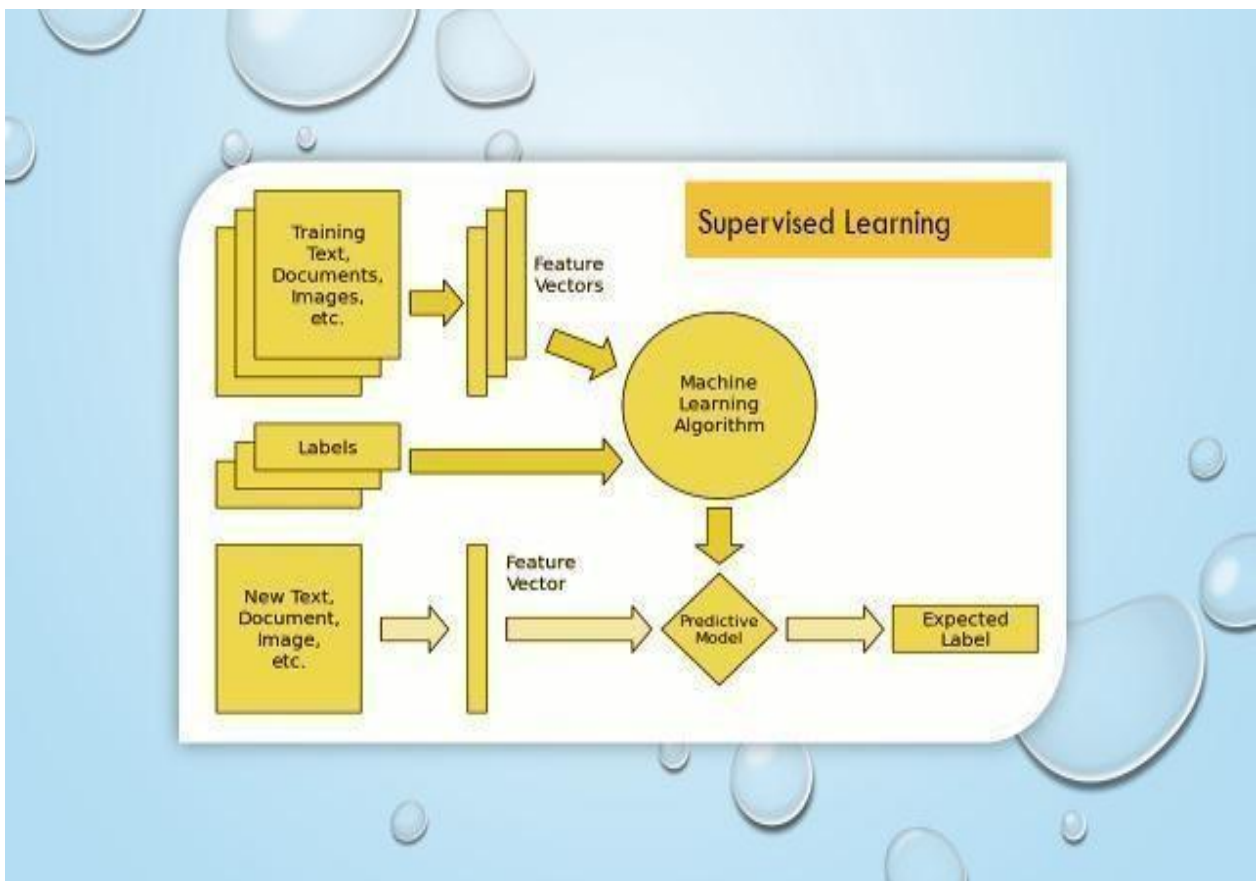 Supervised Learning
Training
Text,
Documents,
Images,
etc.
Feature
Vectors
Machine
Learning
Algorithm
Labels
New Text,
Document,
Image,
etc.
Feature
Vector
Predictive
Model
Expected
Label